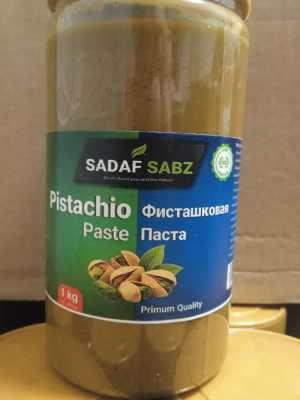 SADAF SABZ
Pistachio
Paste
Фисташковая
Паста
1 kg
Primum Quality